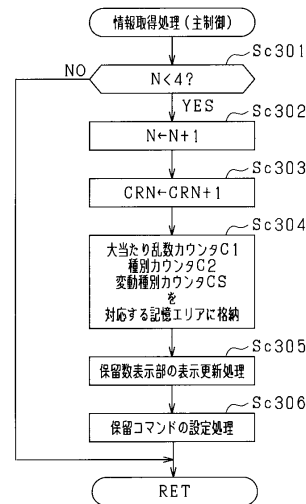 情報取得処理(主制御)
Sc301
NO
N<4?
YES
Sc302
N←N+1
Sc303
CRN←CRN+1
Sc304
大当たり乱数カウンタC1
種別カウンタC2
変動種別カウンタCS
を
対応する記憶エリアに格納
Sc305
保留数表示部の表示更新処理
Sc306
保留コマンドの設定処理
RET